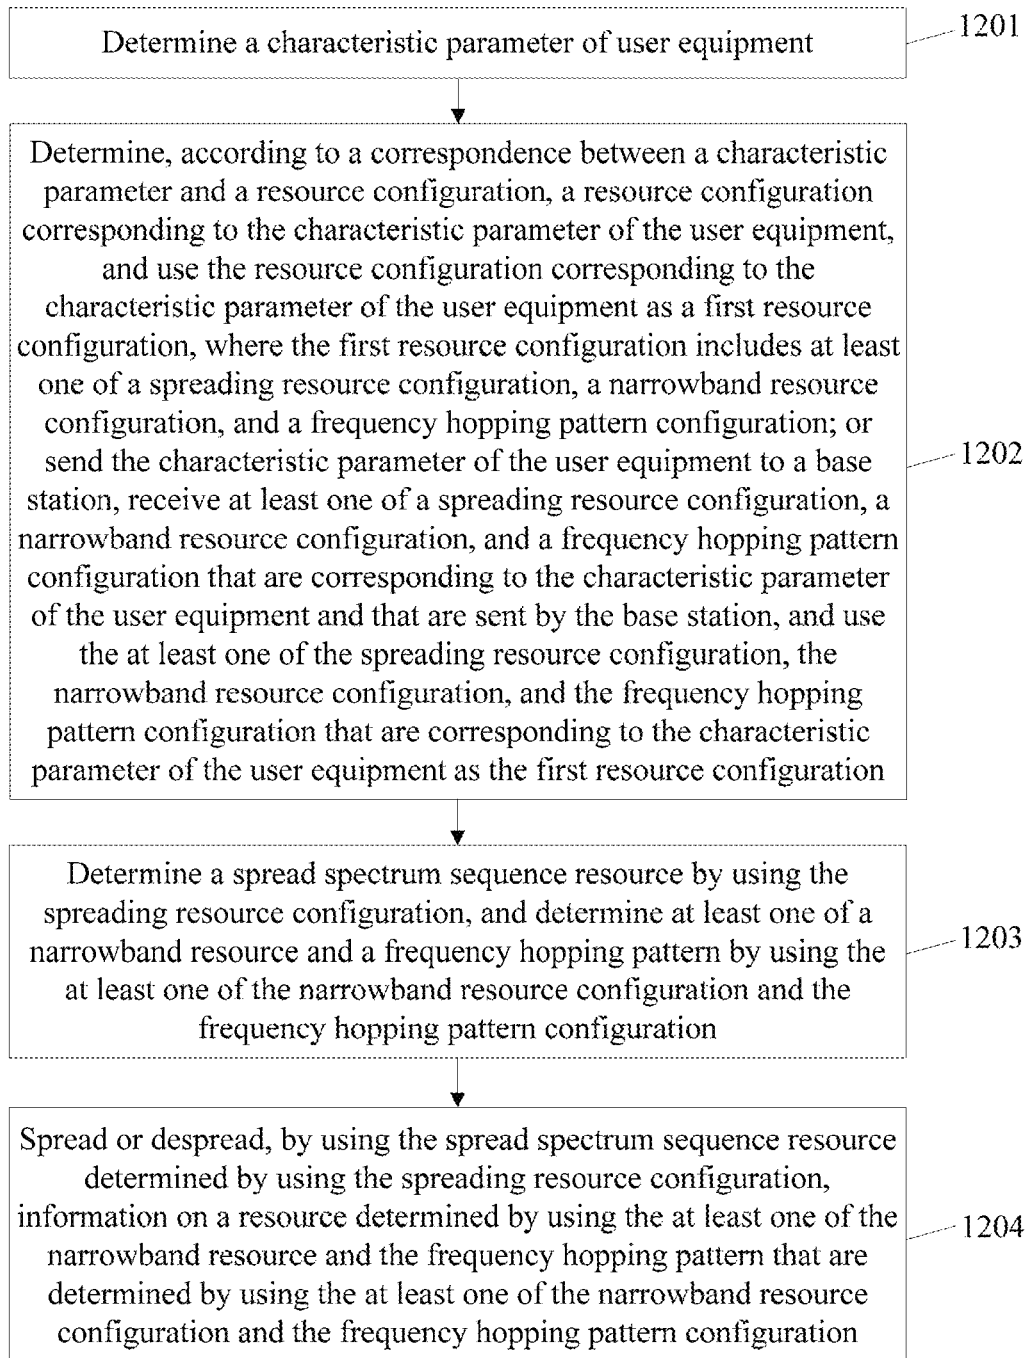 Determine a characteristic parameter of user equipment
1201
Determine, according to a correspondence between a characteristic
parameter and a resource configuration, a resource configuration
corresponding to the characteristic parameter of the user equipment,
and use the resource configuration corresponding to the
characteristic parameter of the user equipment as a first resource
configuration, where the first resource configuration includes at least
one of a spreading resource configuration, a narrowband resource
configuration, and a frequency hopping pattern configuration; or
send the characteristic parameter of the user equipment to a base
station, receive at least one of a spreading resource configuration, a
narrowband resource configuration, and a frequency hopping pattern
configuration that are corresponding to the characteristic parameter
of the user equipment and that are sent by the base station, and use
the at least one of the spreading resource configuration, the
narrowband resource configuration, and the frequency hopping
pattern configuration that are corresponding to the characteristic
parameter of the user equipment as the first resource configuration
1202
Determine a spread spectrum sequence resource by using the
spreading resource configuration, and determine at least one of a
narrowband resource and a frequency hopping pattern by using the
at least one of the narrowband resource configuration and the
frequency hopping pattern configuration
1203
Spread or despread, by using the spread spectrum sequence resource
determined by using the spreading resource configuration,
information on a resource determined by using the at least one of the
narrowband resource and the frequency hopping pattern that are
determined by using the at least one of the narrowband resource
configuration and the frequency hopping pattern configuration
1204